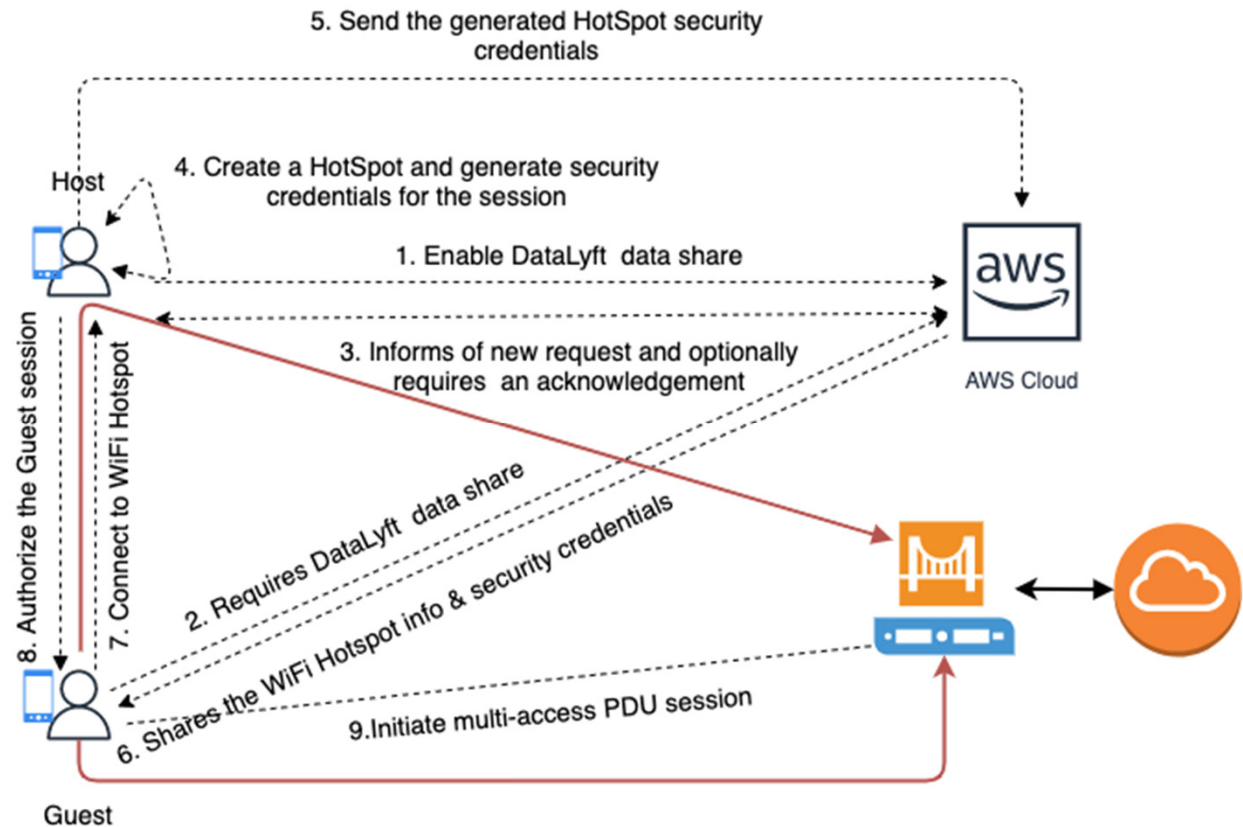 5. Send the generated HotSpot security
credentials
Host
4. Create a HotSpot and generate security
credentials for the session
1. Enable DataLyft data share
aws
3. Informs of new request and optionally
requires an acknowledgement
AWS Cloud
8. Authorize the Guest session
7. Connect to WiFi Hotspot
2. Requires DataLyft data share
6. Shares the WiFi Hotspot info & security credentials
9.Initiate multi-access PDU session
Guest